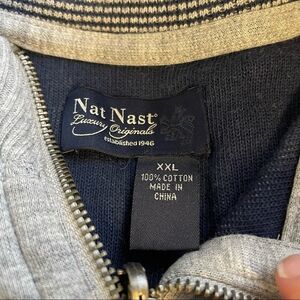 Nat Nast®
Luxury Originals
established 1946
XXL
100% COTTON
MADE IN
CHINA